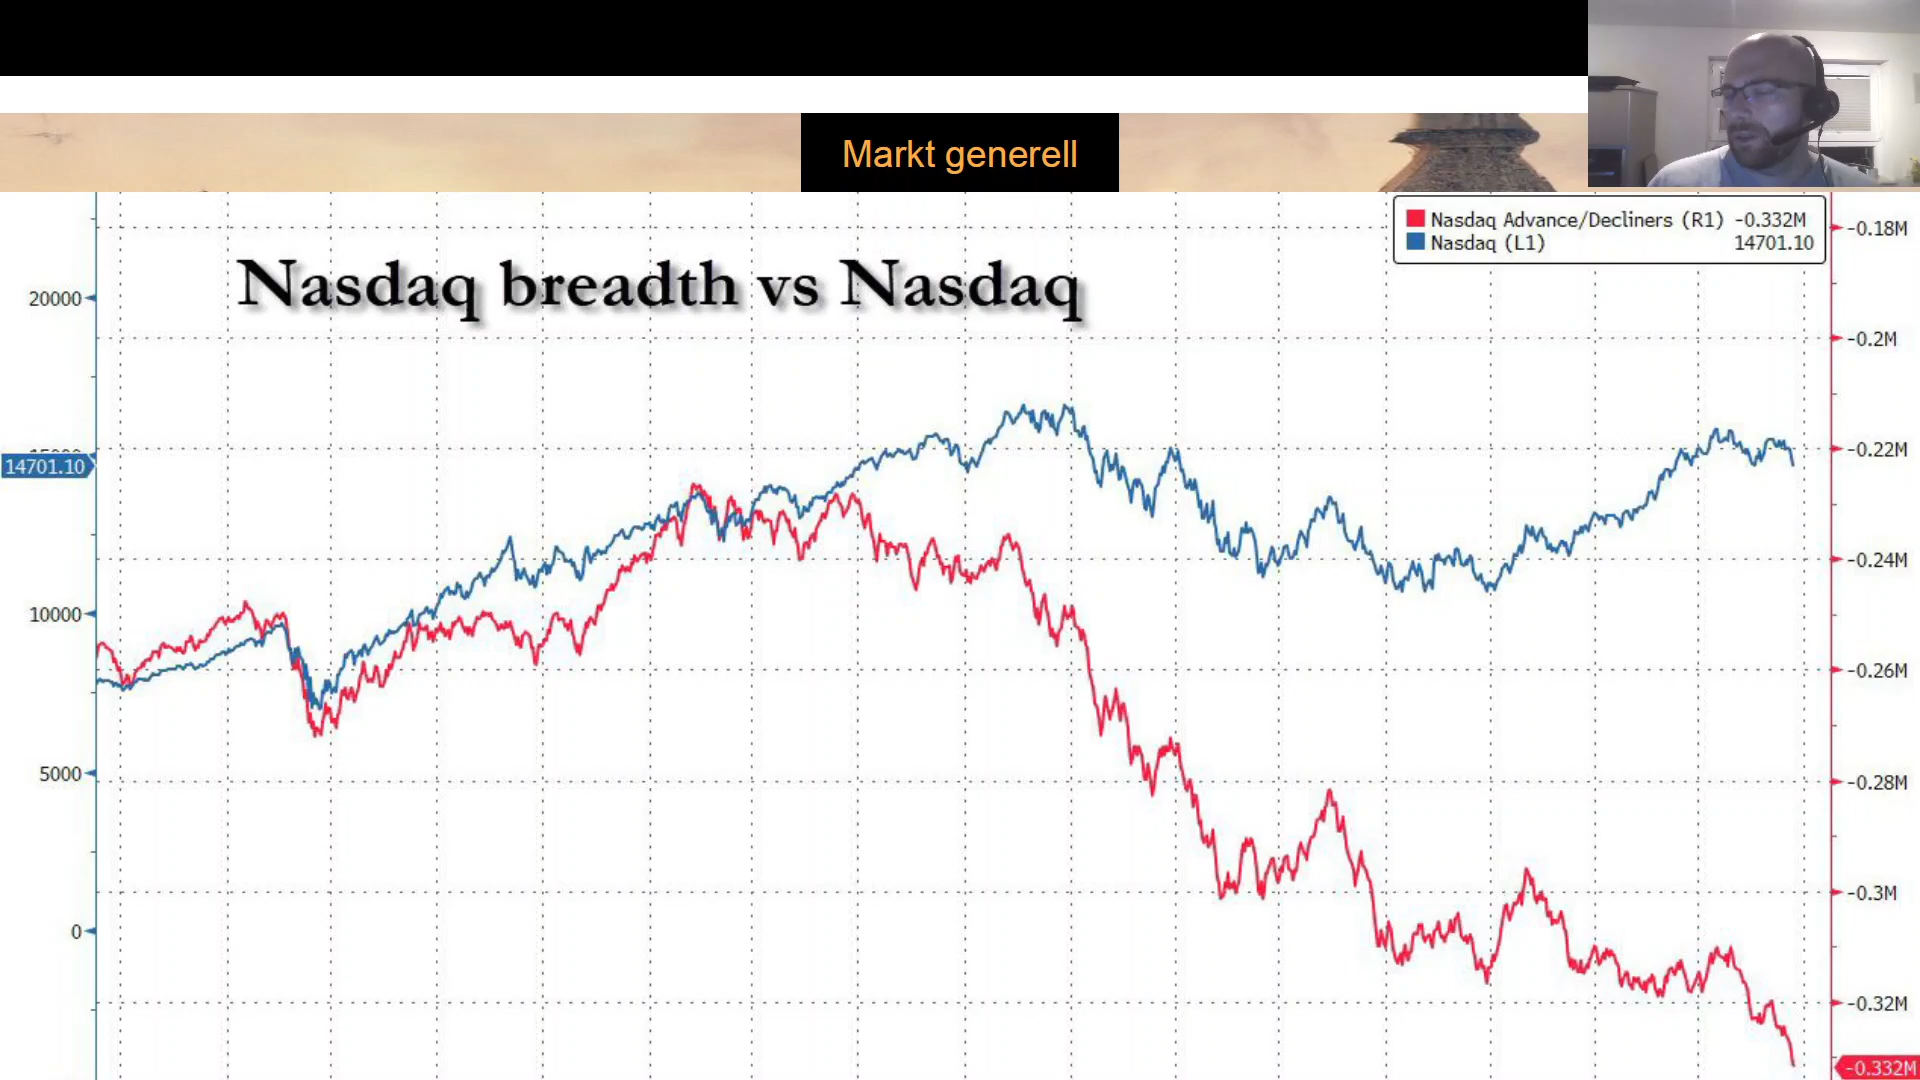 Markt generell
Nasdaq Advance/Decliners (R1) -0.332M
Nasdaq (L1) 14701.10
Nasdaq breadth vs Nasdaq
20000
14701.10
10000
5000
0
-0.18M
-0.2M
-0.22M
-0.24M
-0.26M
-0.28M
-0.3M
-0.32M
-0.332M